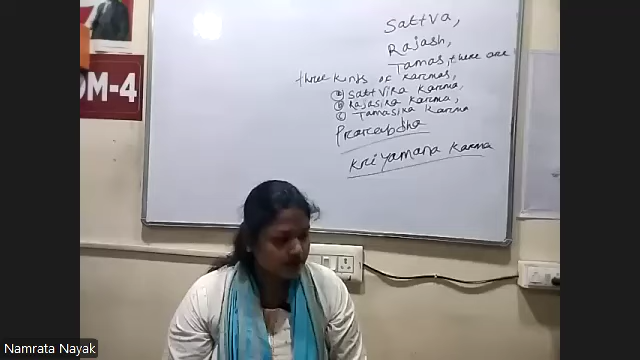 Sattva,
Rajash,
Tamas, there are
three kinds of karmas,
(a) Sattvika karma,
(b) Rajasika karma,
(c) Tamasika karma
Prarabdha
Kriyamana karma
OM-4
Namrata Nayak